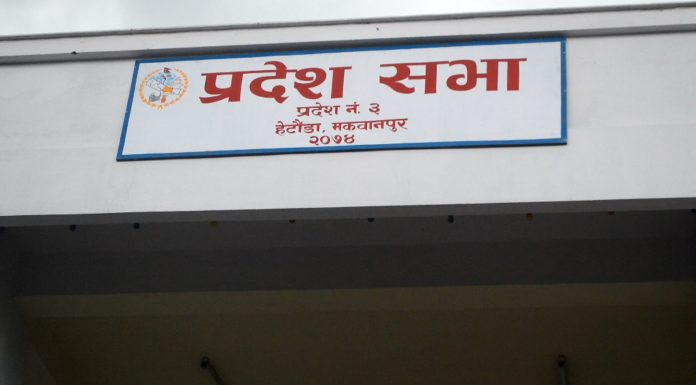 प्रदेश सभा
प्रदेश नं. ३
हेटौंडा, मकवानपुर
२०७४